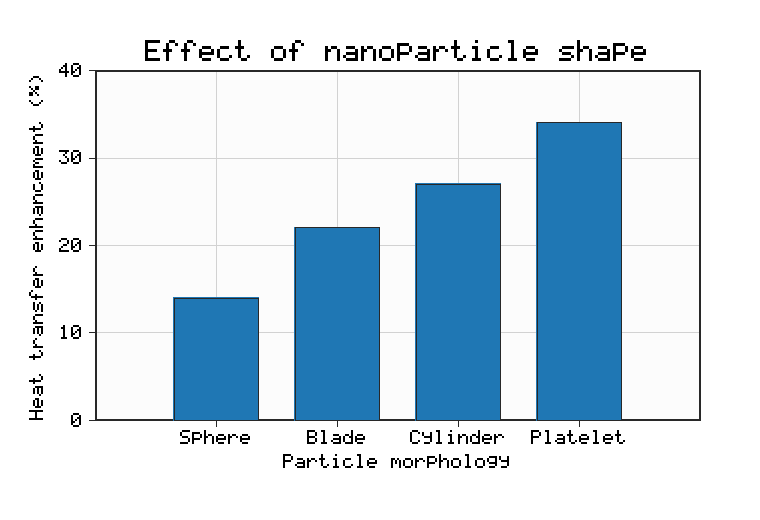 Effect of nanoparticle shape
Heat transfer enhancement (%)
40
30
20
10
0
Sphere Blade Cylinder Platelet
Particle morphology